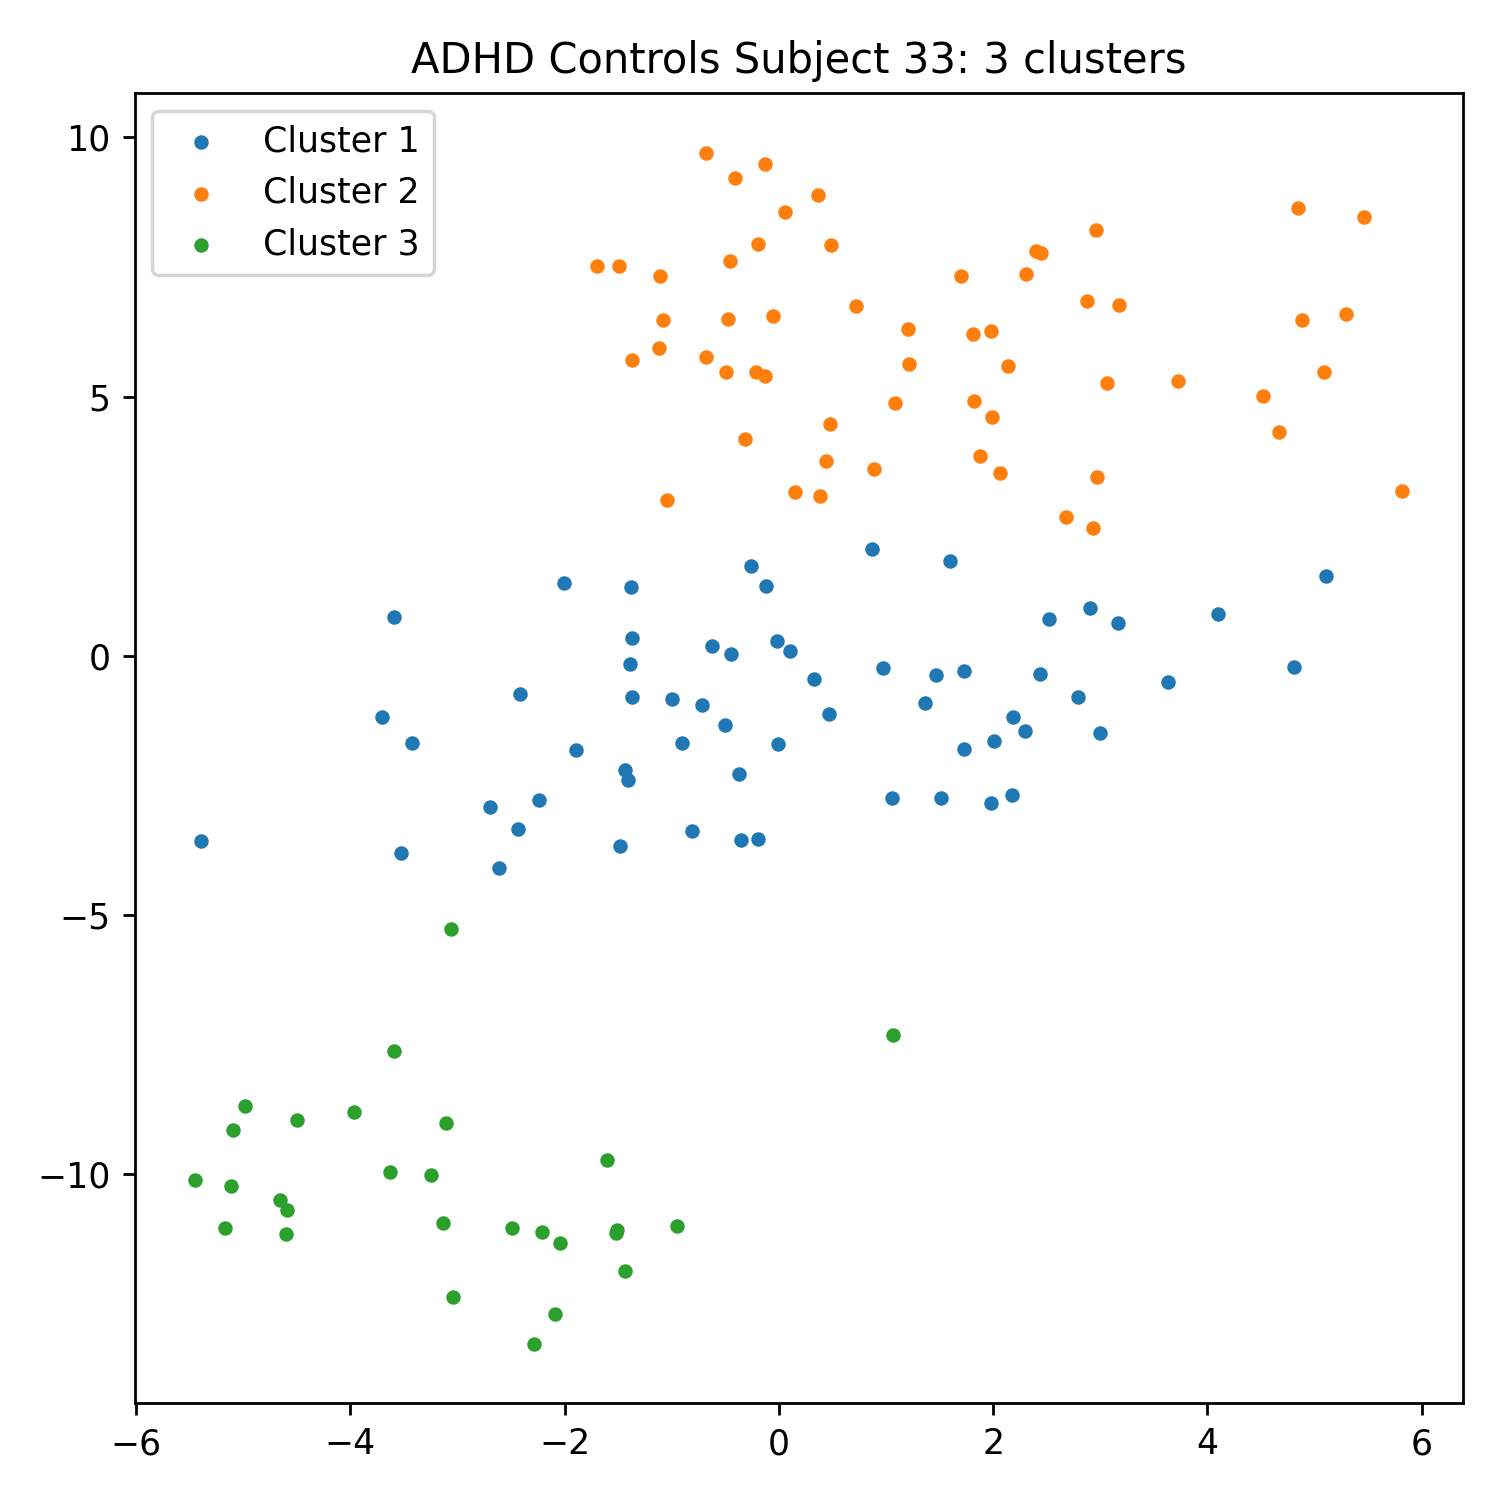 ADHD Controls Subject 33: 3 clusters
Cluster 1
Cluster 2
Cluster 3
10
5
0
−5
−10
−6 −4 −2 0 2 4 6